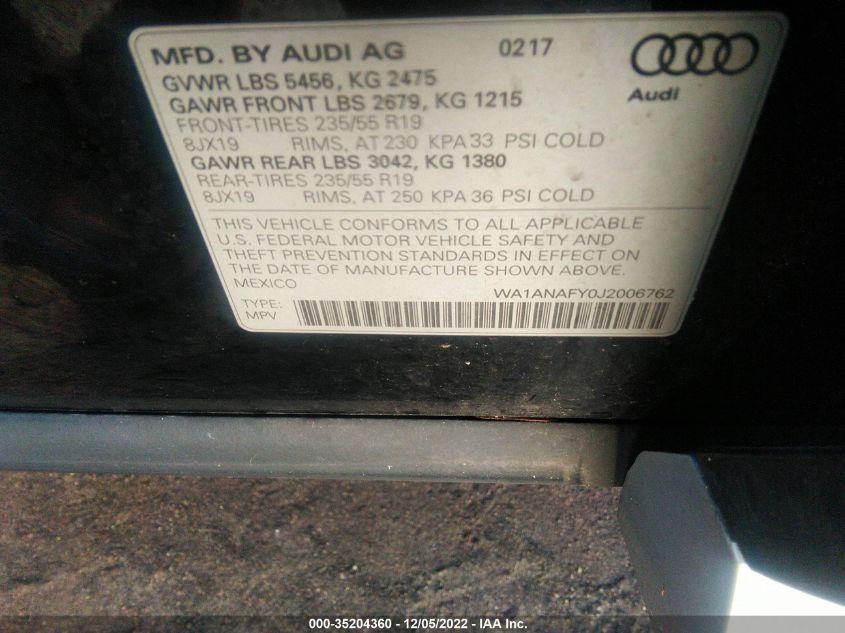 MFD. BY AUDI AG 0217
GVWR LBS 5456, KG 2475
GAWR FRONT LBS 2679, KG 1215
FRONT-TIRES 235/55 R19
8JX19 RIMS, AT 230 KPA 33 PSI COLD
GAWR REAR LBS 3042, KG 1380
REAR-TIRES 235/55 R19
8JX19 RIMS, AT 250 KPA 36 PSI COLD
Audi
THIS VEHICLE CONFORMS TO ALL APPLICABLE
U.S. FEDERAL MOTOR VEHICLE SAFETY AND
THEFT PREVENTION STANDARDS IN EFFECT ON
THE DATE OF MANUFACTURE SHOWN ABOVE.
MEXICO
WA1ANAFY0J2006762
TYPE:
MPV
000-35204360 - 12/05/2022 - IAA Inc.